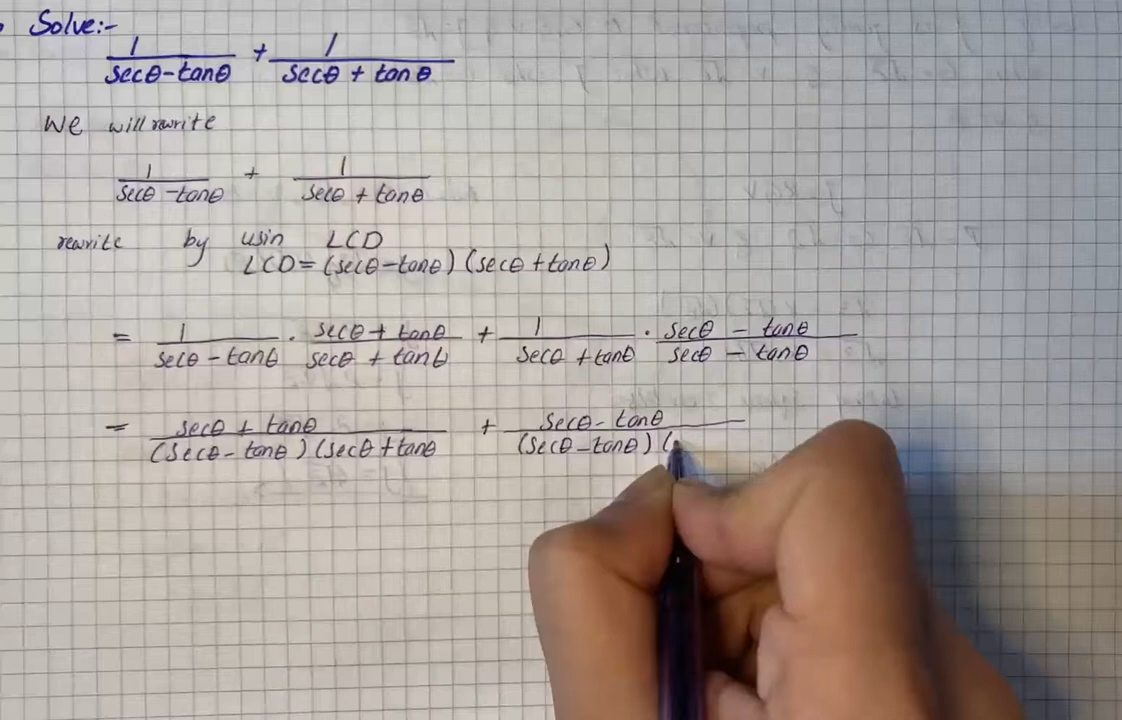 Solve:-
1/(secθ-tanθ) + 1/(secθ + tanθ)
We will rewrite
1/(secθ -tanθ) + 1/(secθ + tanθ)
rewrite by usin LCD
LCD= (secθ-tanθ) (secθ+tanθ)
= 1/(secθ - tanθ) · (secθ + tanθ)/(secθ + tanθ) + 1/(secθ + tanθ) · (secθ - tanθ)/(secθ - tanθ)
= (secθ + tanθ)/((secθ - tanθ) (secθ + tanθ) + (secθ - tanθ)/((secθ - tanθ) (